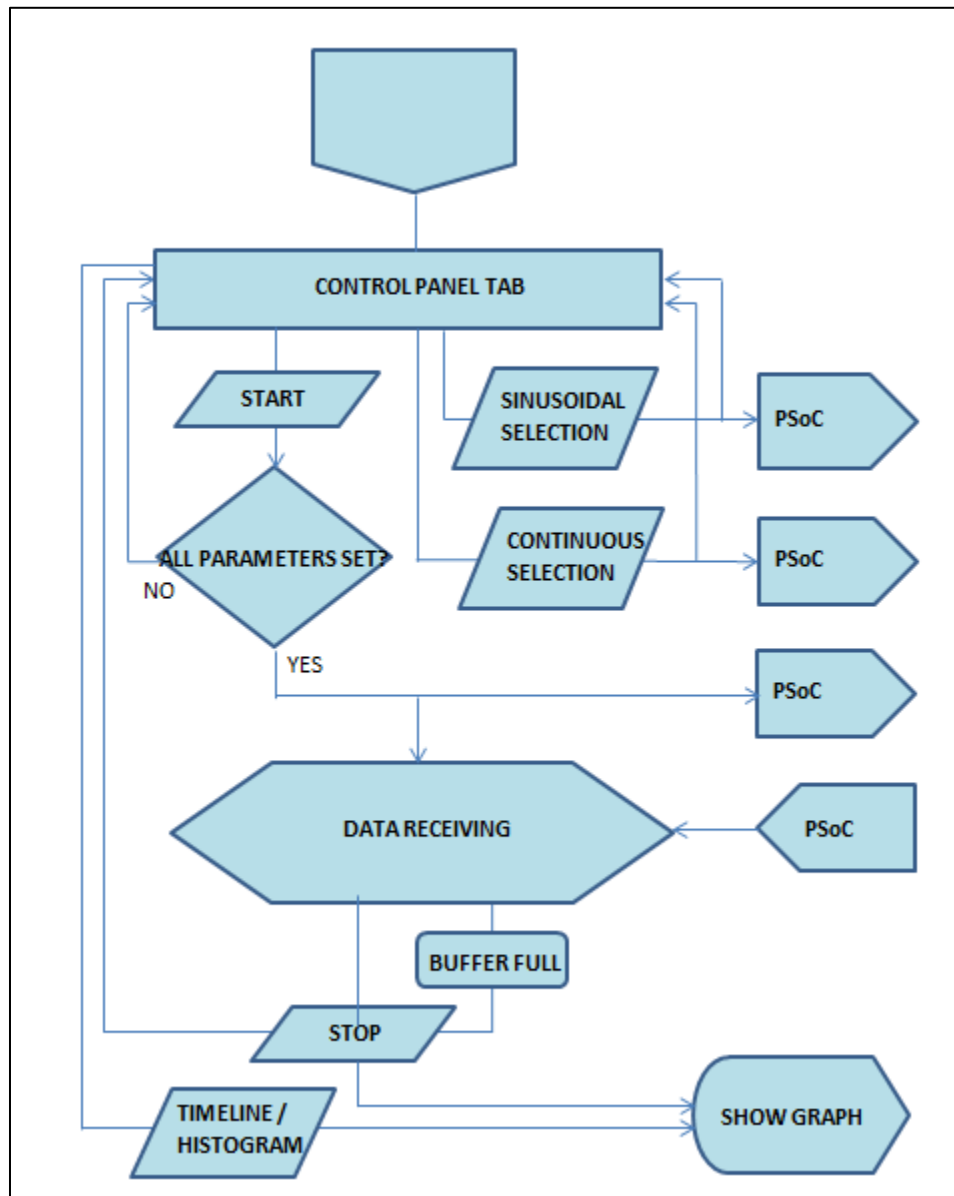 CONTROL PANEL TAB
START
SINUSOIDAL
SELECTION
PSoC
CONTINUOUS
SELECTION
PSoC
ALL PARAMETERS SET?
NO
YES
PSoC
DATA RECEIVING
PSoC
BUFFER FULL
STOP
TIMELINE /
HISTOGRAM
SHOW GRAPH